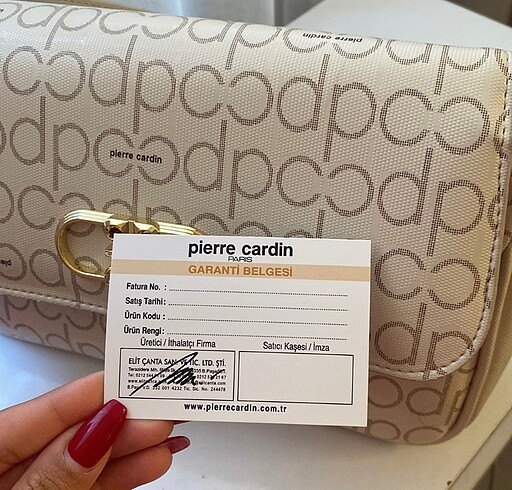 pierre cardin
pierre cardin
pierre cardin
PARIS
GARANTİ BELGESİ
Fatura No. :
Satış Tarihi :
Ürün Kodu :
Ürün Rengi :
Üretici / İthalatçı Firma
Satıcı Kaşesi / İmza
ELİT ÇANTA SAN. VE TİC. LTD. ŞTİ.
www.pierrecardin.com.tr